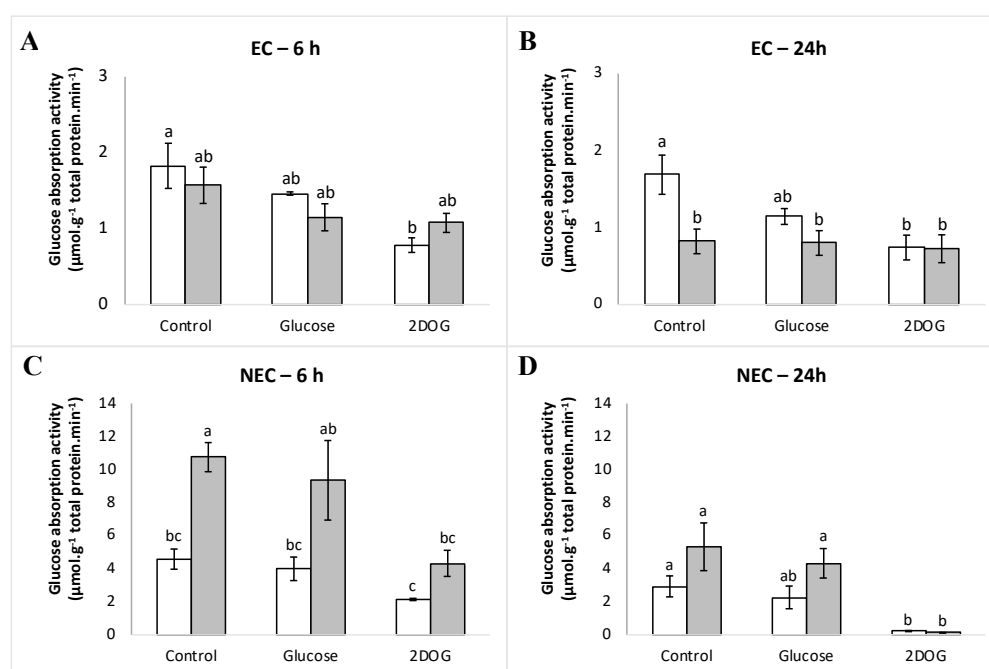 A
EC – 6 h
Glucose absorption activity
(µmol.g⁻¹ total protein.min⁻¹)
3
2
1
0
a
ab
ab
ab
b
ab
Control
Glucose
2DOG
B
EC – 24h
Glucose absorption activity
(µmol.g⁻¹ total protein.min⁻¹)
3
2
1
0
a
b
ab
b
b
b
Control
Glucose
2DOG
C
NEC – 6 h
Glucose absorption activity
(µmol.g⁻¹ total protein.min⁻¹)
14
12
10
8
6
4
2
0
bc
a
bc
ab
c
bc
Control
Glucose
2DOG
D
NEC – 24h
Glucose absorption activity
(µmol.g⁻¹ total protein.min⁻¹)
14
12
10
8
6
4
2
0
a
a
ab
a
b
b
Control
Glucose
2DOG